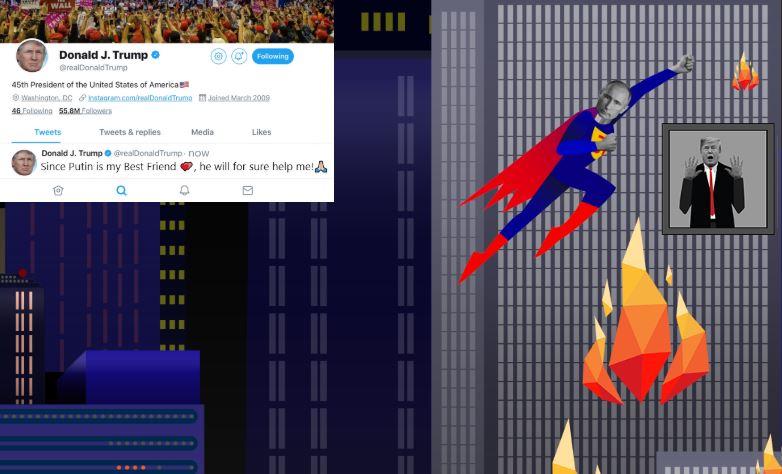 WALL
Donald J. Trump
@realDonaldTrump
Following
45th President of the United States of America🇺🇸
Washington, DC Instagram.com/realDonaldTrump Joined March 2009
46 Following 55.8M Followers
Tweets Tweets & replies Media Likes
Donald J. Trump @realDonaldTrump · now
Since Putin is my Best Friend 💕, he will for sure help me!🙏🏻